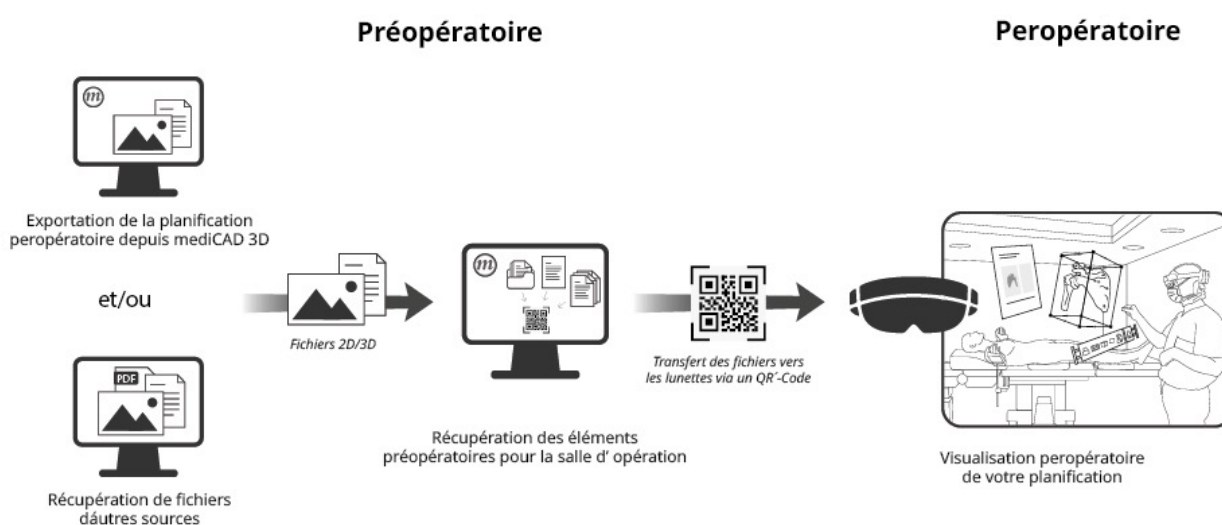 Préopératoire
Peropératoire
m
Exportation de la planification
peropératoire depuis mediCAD 3D
et/ou
PDF
Récupération de fichiers
dáutres sources
Fichiers 2D/3D
m
Récupération des éléments
préopératoires pour la salle d' opération
Transfert des fichiers vers
les lunettes via un QR´-Code
Visualisation peropératoire
de votre planification